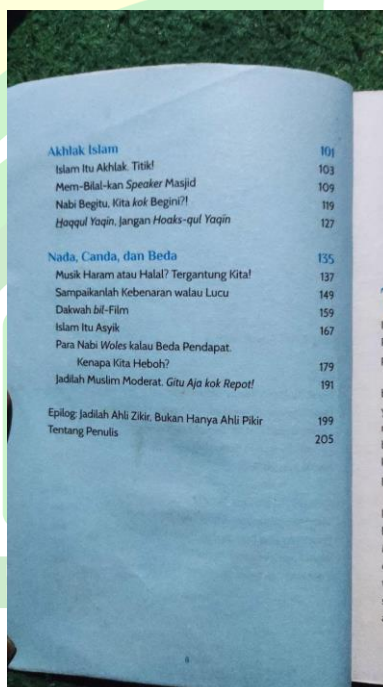 Akhlak Islam 101
Islam Itu Akhlak. Titik! 103
Mem-Bilal-kan Speaker Masjid 109
Nabi Begitu, Kita kok Begini?! 119
Haqqul Yaqin, Jangan Hoaks-qul Yaqin 127
Nada, Canda, dan Beda 135
Musik Haram atau Halal? Tergantung Kita! 137
Sampaikanlah Kebenaran walau Lucu 149
Dakwah bil-Film 159
Islam Itu Asyik 167
Para Nabi Woles kalau Beda Pendapat.
Kenapa Kita Heboh? 179
Jadilah Muslim Moderat. Gitu Aja kok Repot! 191
Epilog: Jadilah Ahli Zikir, Bukan Hanya Ahli Pikir 199
Tentang Penulis 205